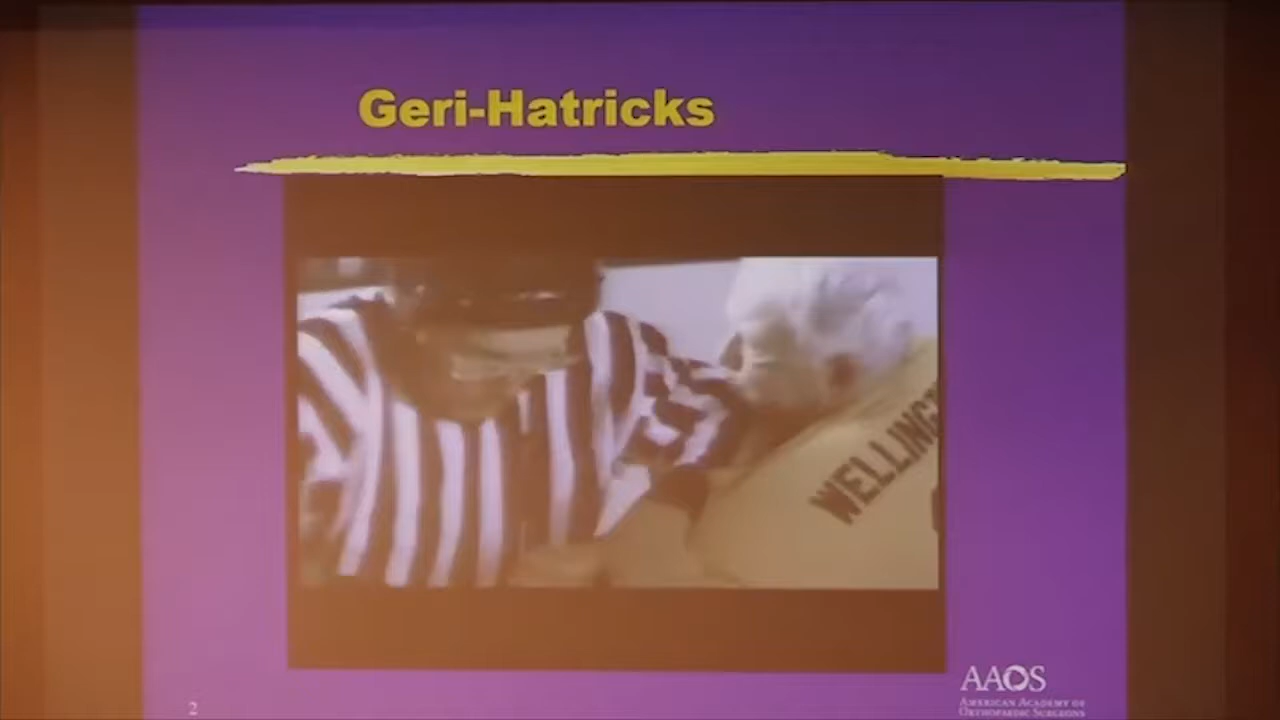 Geri-Hatricks
WELLING
2
AAOS
AMERICAN ACADEMY OF
ORTHOPAEDIC SURGEONS